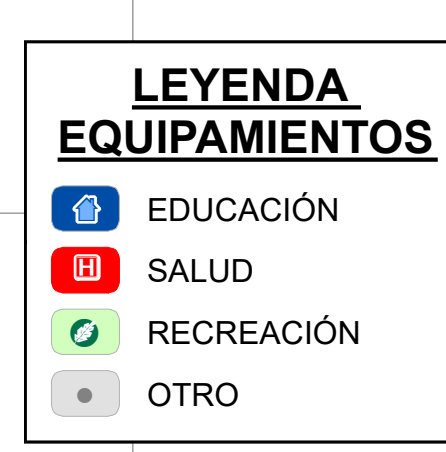 LEYENDA
EQUIPAMIENTOS
EDUCACIÓN
H SALUD
RECREACIÓN
OTRO